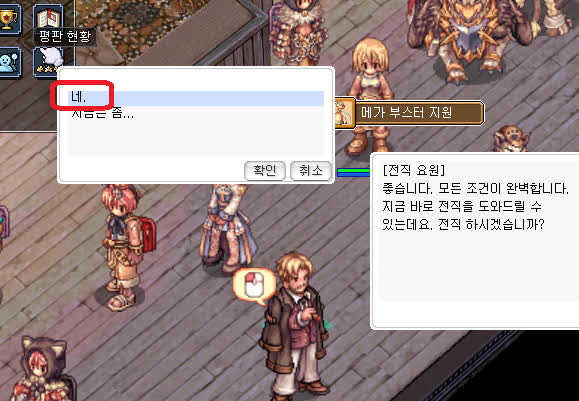 평판 현황
네.
지금은 좀...
확인
취소
메가 부스터 지원
[전직 요원]
좋습니다. 모든 조건이 완벽합니다.
지금 바로 전직을 도와드릴 수
있는데요. 전직 하시겠습니까?